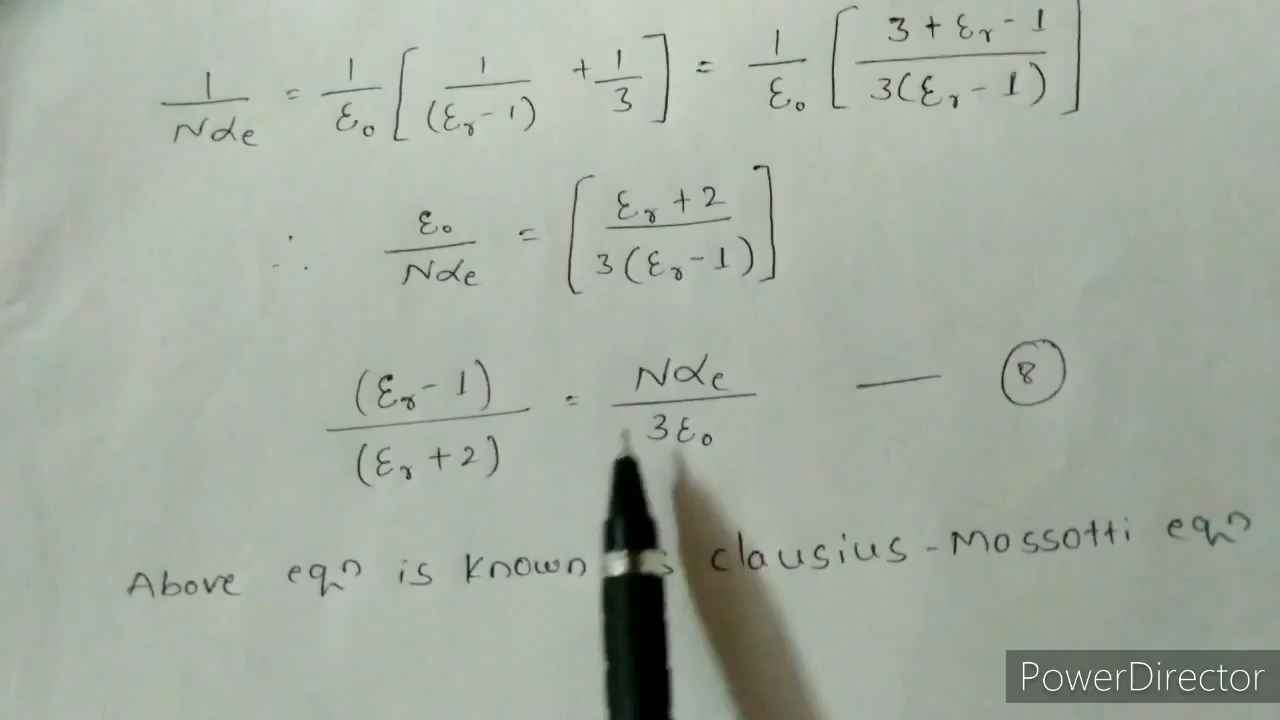 1/Nαe = 1/ε₀ [ 1/(εr - 1) + 1/3 ] = 1/ε₀ [ (3 + εr - 1)/(3(εr - 1)) ]
∴ ε₀/Nαe = [ (εr + 2)/(3(εr - 1)) ]
(εr - 1)/(εr + 2) = Nαe/3ε₀ — 8
Above eqn is known clausius - Mossotti eqn
PowerDirector